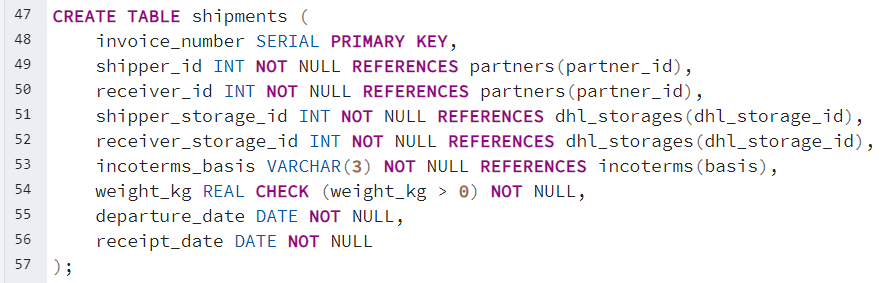 47 CREATE TABLE shipments (
48     invoice_number SERIAL PRIMARY KEY,
49     shipper_id INT NOT NULL REFERENCES partners(partner_id),
50     receiver_id INT NOT NULL REFERENCES partners(partner_id),
51     shipper_storage_id INT NOT NULL REFERENCES dhl_storages(dhl_storage_id),
52     receiver_storage_id INT NOT NULL REFERENCES dhl_storages(dhl_storage_id),
53     incoterms_basis VARCHAR(3) NOT NULL REFERENCES incoterms(basis),
54     weight_kg REAL CHECK (weight_kg > 0) NOT NULL,
55     departure_date DATE NOT NULL,
56     receipt_date DATE NOT NULL
57 );